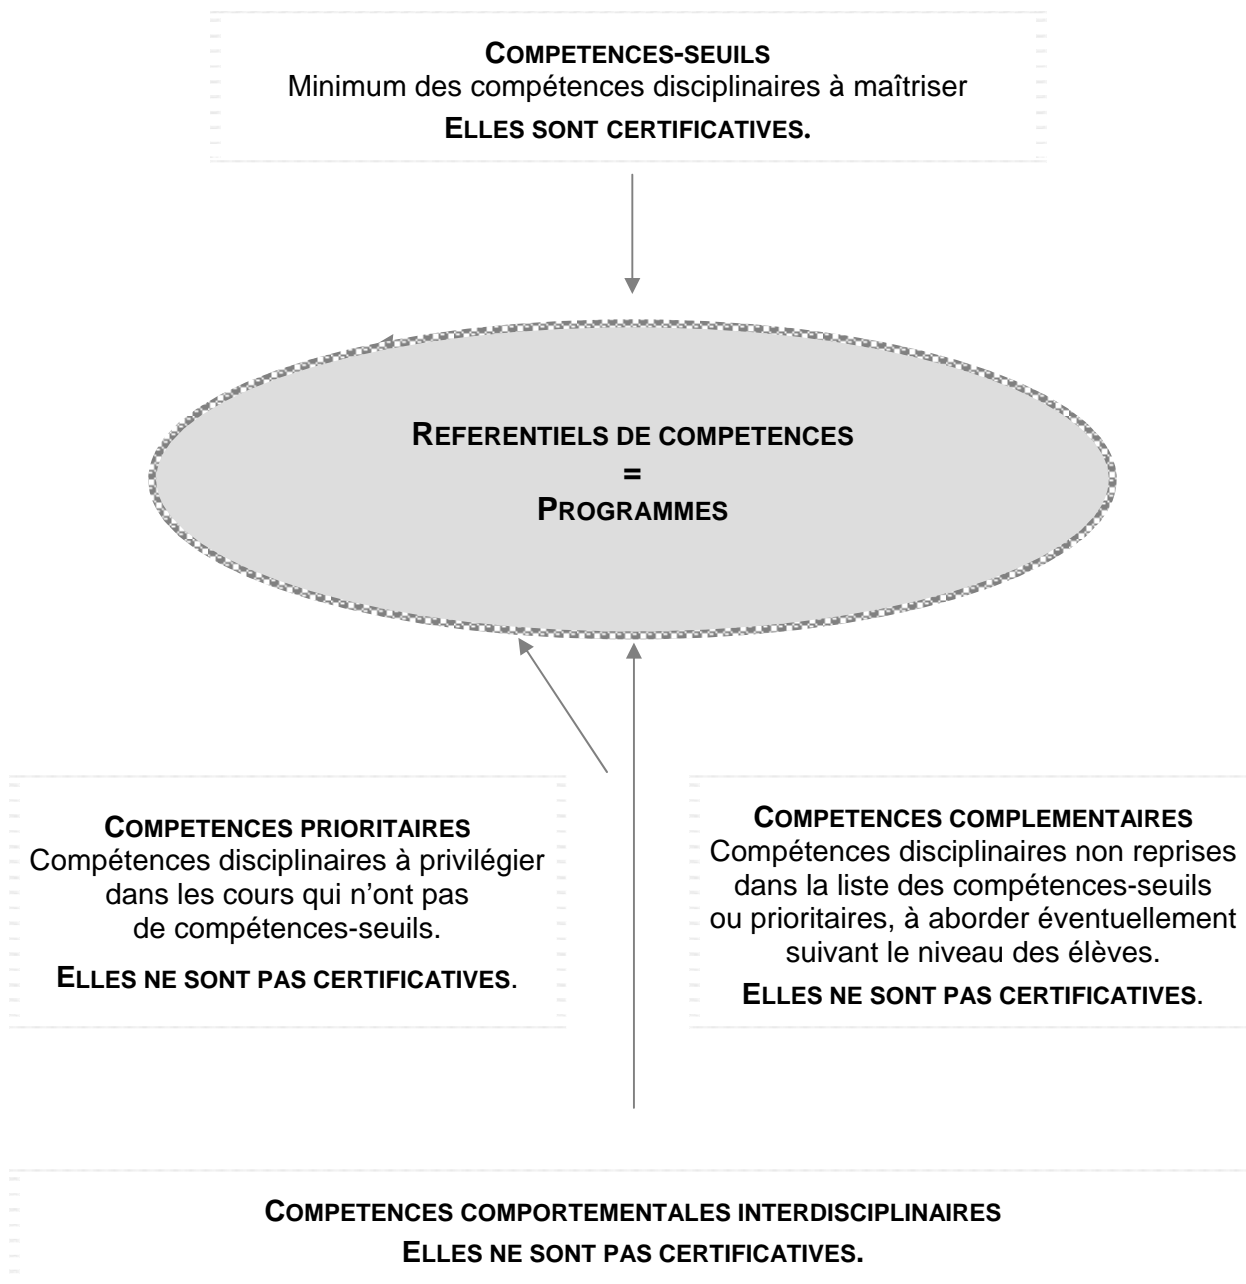 COMPETENCES-SEUILS
Minimum des compétences disciplinaires à maîtriser
ELLES SONT CERTIFICATIVES.
REFERENTIELS DE COMPETENCES
=
PROGRAMMES
COMPETENCES PRIORITAIRES
Compétences disciplinaires à privilégier
dans les cours qui n’ont pas
de compétences-seuils.
ELLES NE SONT PAS CERTIFICATIVES.
COMPETENCES COMPLEMENTAIRES
Compétences disciplinaires non reprises
dans la liste des compétences-seuils
ou prioritaires, à aborder éventuellement
suivant le niveau des élèves.
ELLES NE SONT PAS CERTIFICATIVES.
COMPETENCES COMPORTEMENTALES INTERDISCIPLINAIRES
ELLES NE SONT PAS CERTIFICATIVES.